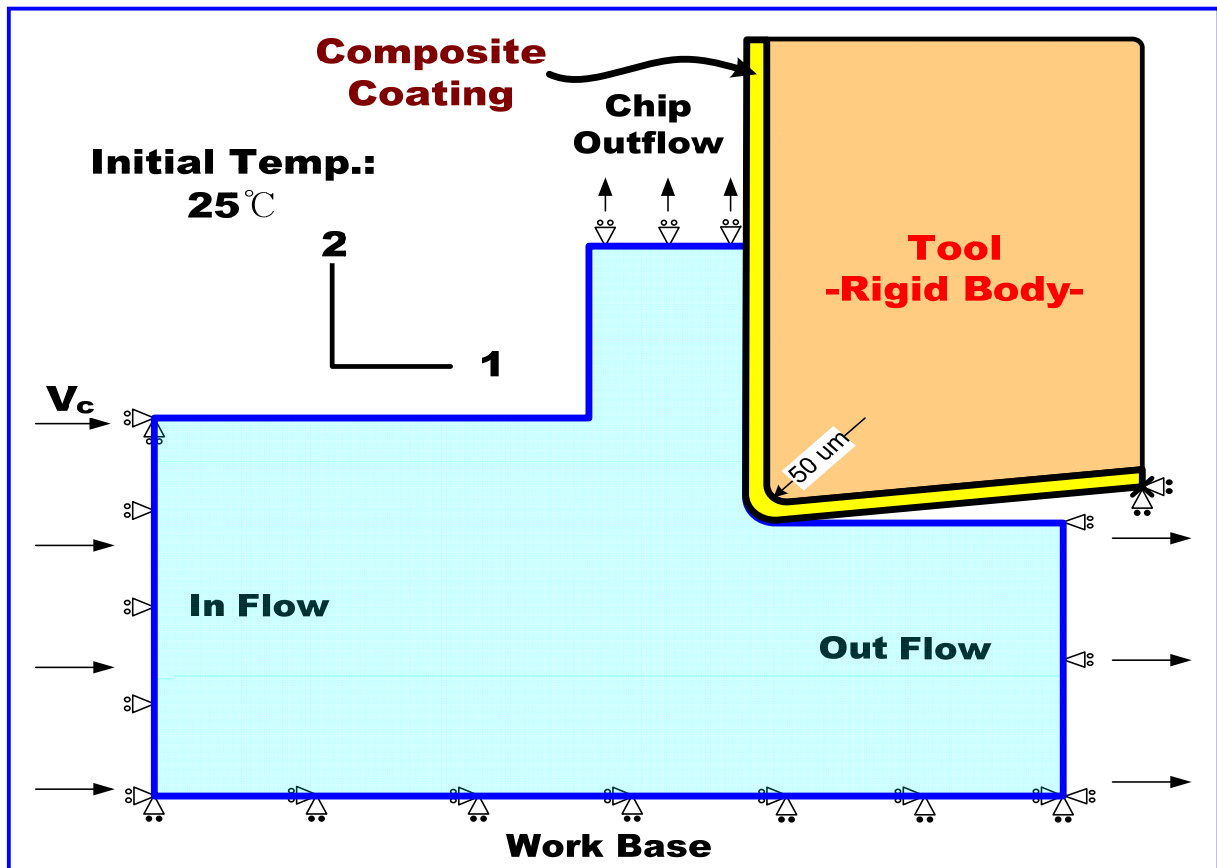 Composite
Coating
Chip
Outflow
Initial Temp.:
25℃
2
1
Tool
-Rigid Body-
Vc
50 um
In Flow
Out Flow
Work Base